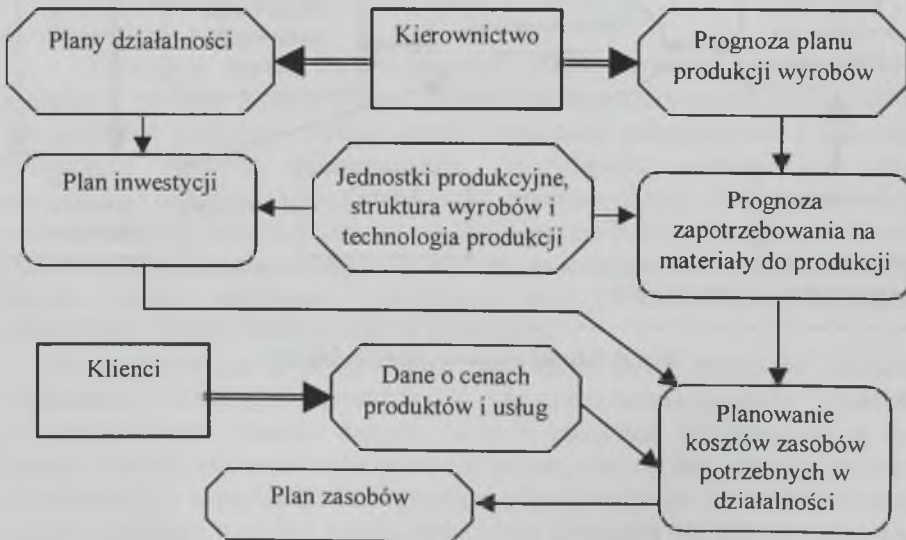 Plany działalności
Kierownictwo
Prognoza planu
produkcji wyrobów
Plan inwestycji
Jednostki produkcyjne,
struktura wyrobów i
technologia produkcji
Prognoza
zapotrzebowania na
materiały do produkcji
Klienci
Dane o cenach
produktów i usług
Planowanie
kosztów zasobów
potrzebnych w
działalności
Plan zasobów